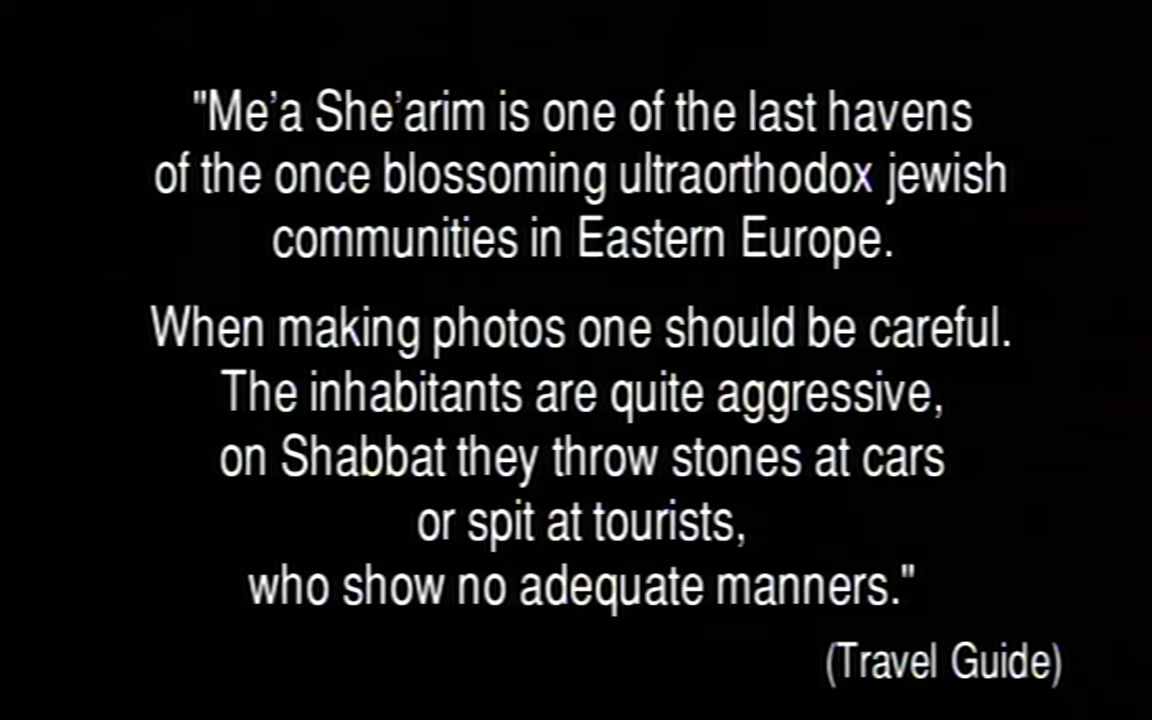 "Me’a She’arim is one of the last havens
of the once blossoming ultraorthodox jewish
communities in Eastern Europe.
When making photos one should be careful.
The inhabitants are quite aggressive,
on Shabbat they throw stones at cars
or spit at tourists,
who show no adequate manners."
(Travel Guide)